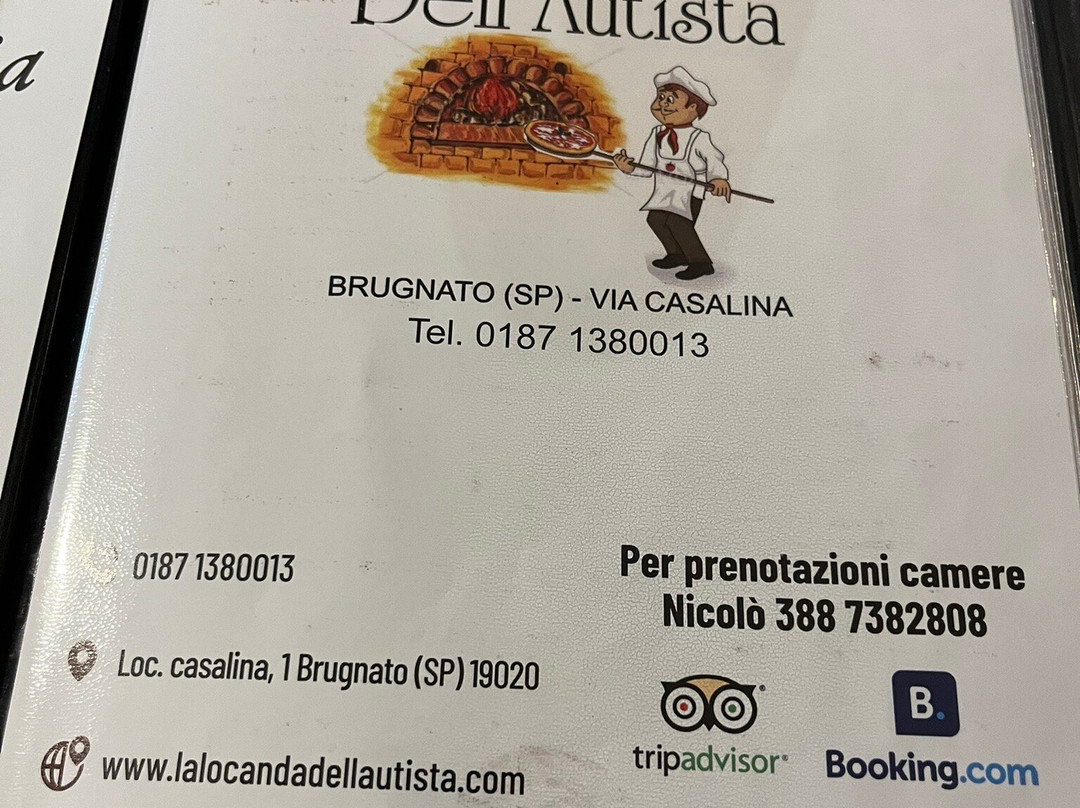 Dell'Autista
BRUGNATO (SP) - VIA CASALINA
Tel. 0187 1380013
0187 1380013
Loc. casalina, 1 Brugnato (SP) 19020
www.lalocandadellautista.com
Per prenotazioni camere
Nicolò 388 7382808
tripadvisor®
B.
Booking.com